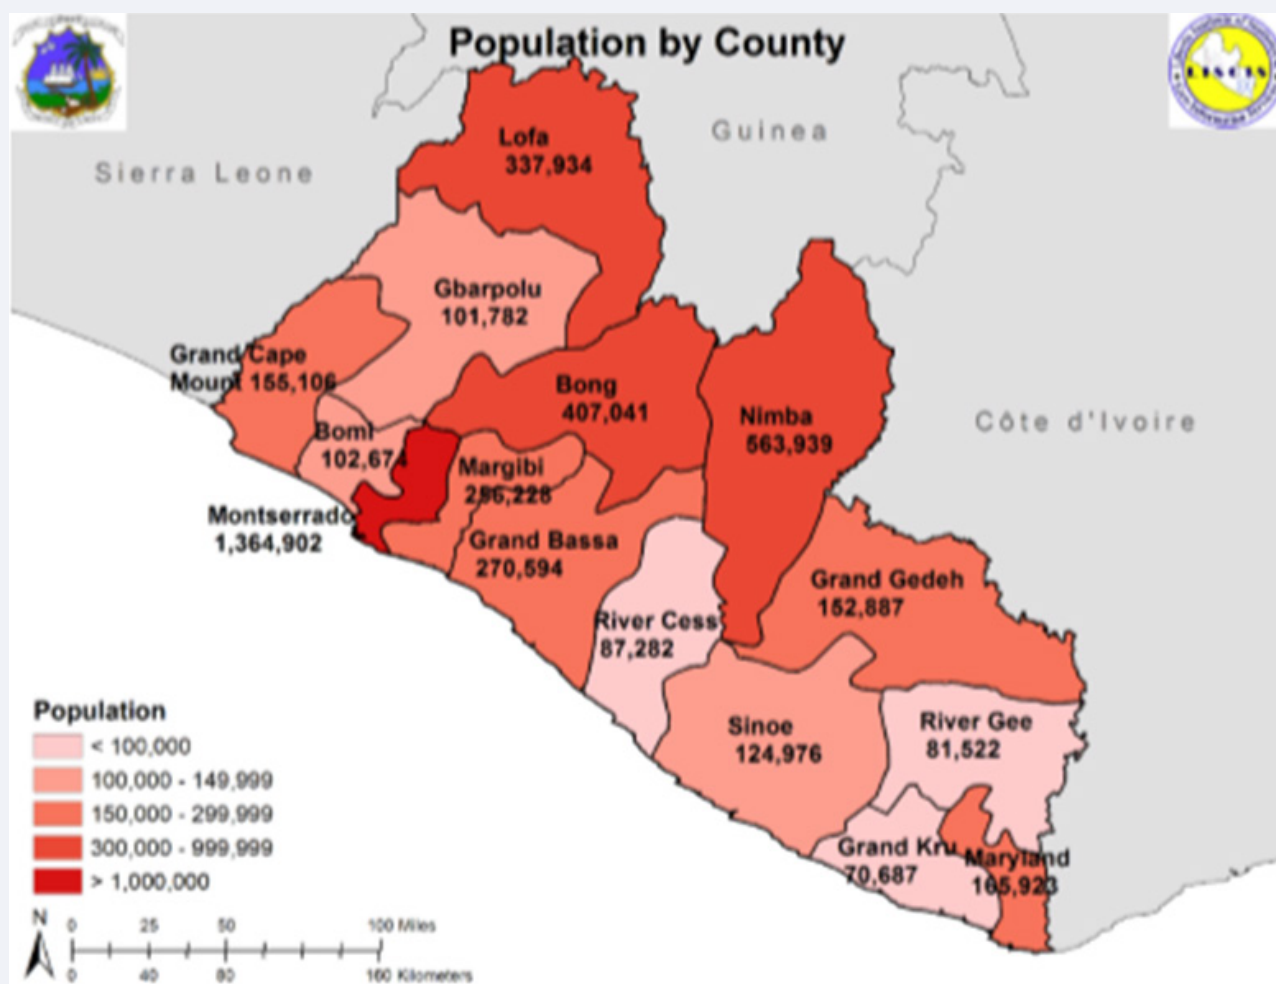 Population by County
Guinea
Sierra Leone
Côte d'Ivoire
Lofa
337,934
Gbarpolu
101,782
Grand Cape
Mount 155,106
Bong
407,041
Nimba
563,939
Bomi
102,674
Margibi
Montserrado
1,364,902
Grand Bassa
270,594
Grand Gedeh
152,887
River Cess
87,282
Sinoe
124,976
River Gee
81,522
Grand Kru
70,687
Maryland
165,923
Population
< 100,000
100,000 - 149,999
150,000 - 299,999
300,000 - 999,999
> 1,000,000
N
0 25 50 100 Miles
0 40 80 160 Kilometers